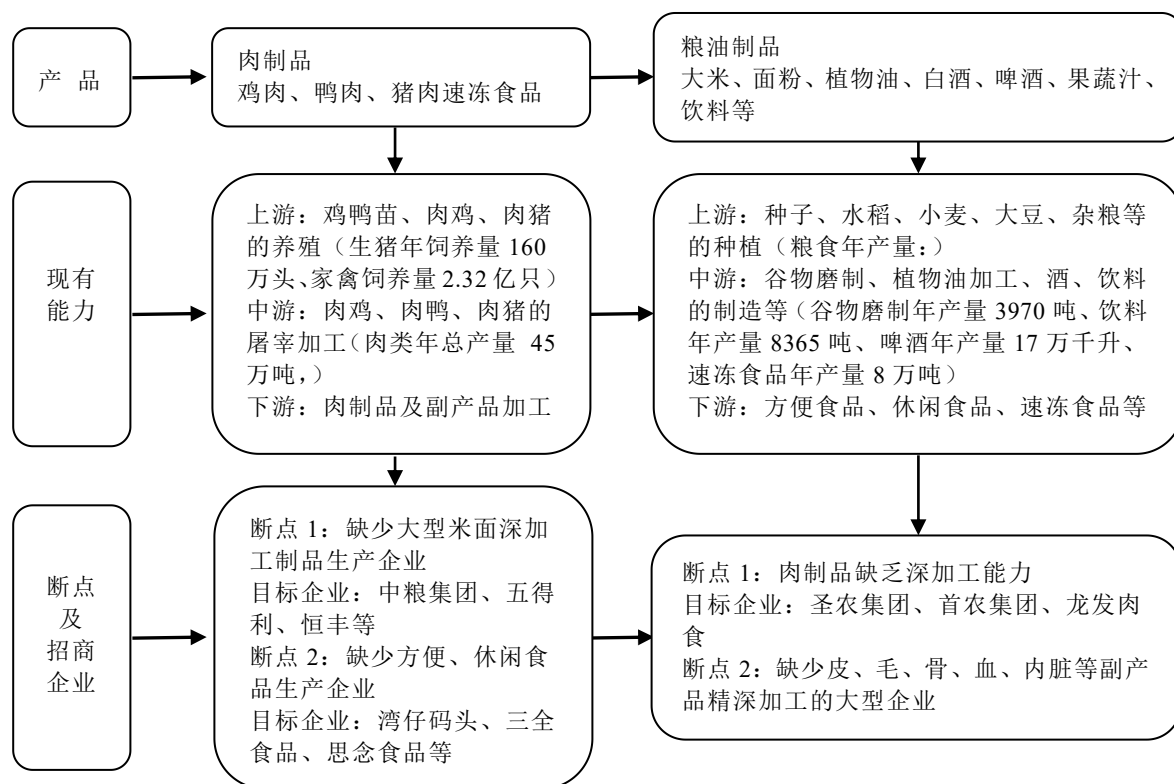 产 品
肉制品
鸡肉、鸭肉、猪肉速冻食品
粮油制品
大米、面粉、植物油、白酒、啤酒、果蔬汁、
饮料等
现有
能力
上游：鸡鸭苗、肉鸡、肉猪
的养殖（生猪年饲养量 160
万头、家禽饲养量 2.32 亿只）
中游：肉鸡、肉鸭、肉猪的
屠宰加工（肉类年总产量 45
万吨，）
下游：肉制品及副产品加工
上游：种子、水稻、小麦、大豆、杂粮等
的种植（粮食年产量：）
中游：谷物磨制、植物油加工、酒、饮料
的制造等（谷物磨制年产量 3970 吨、饮料
年产量 8365 吨、啤酒年产量 17 万千升、
速冻食品年产量 8 万吨）
下游：方便食品、休闲食品、速冻食品等
断点
及
招商
企业
断点 1：缺少大型米面深加
工制品生产企业
目标企业：中粮集团、五得
利、恒丰等
断点 2：缺少方便、休闲食
品生产企业
目标企业：湾仔码头、三全
食品、思念食品等
断点 1：肉制品缺乏深加工能力
目标企业：圣农集团、首农集团、龙发肉
食
断点 2：缺少皮、毛、骨、血、内脏等副产
品精深加工的大型企业